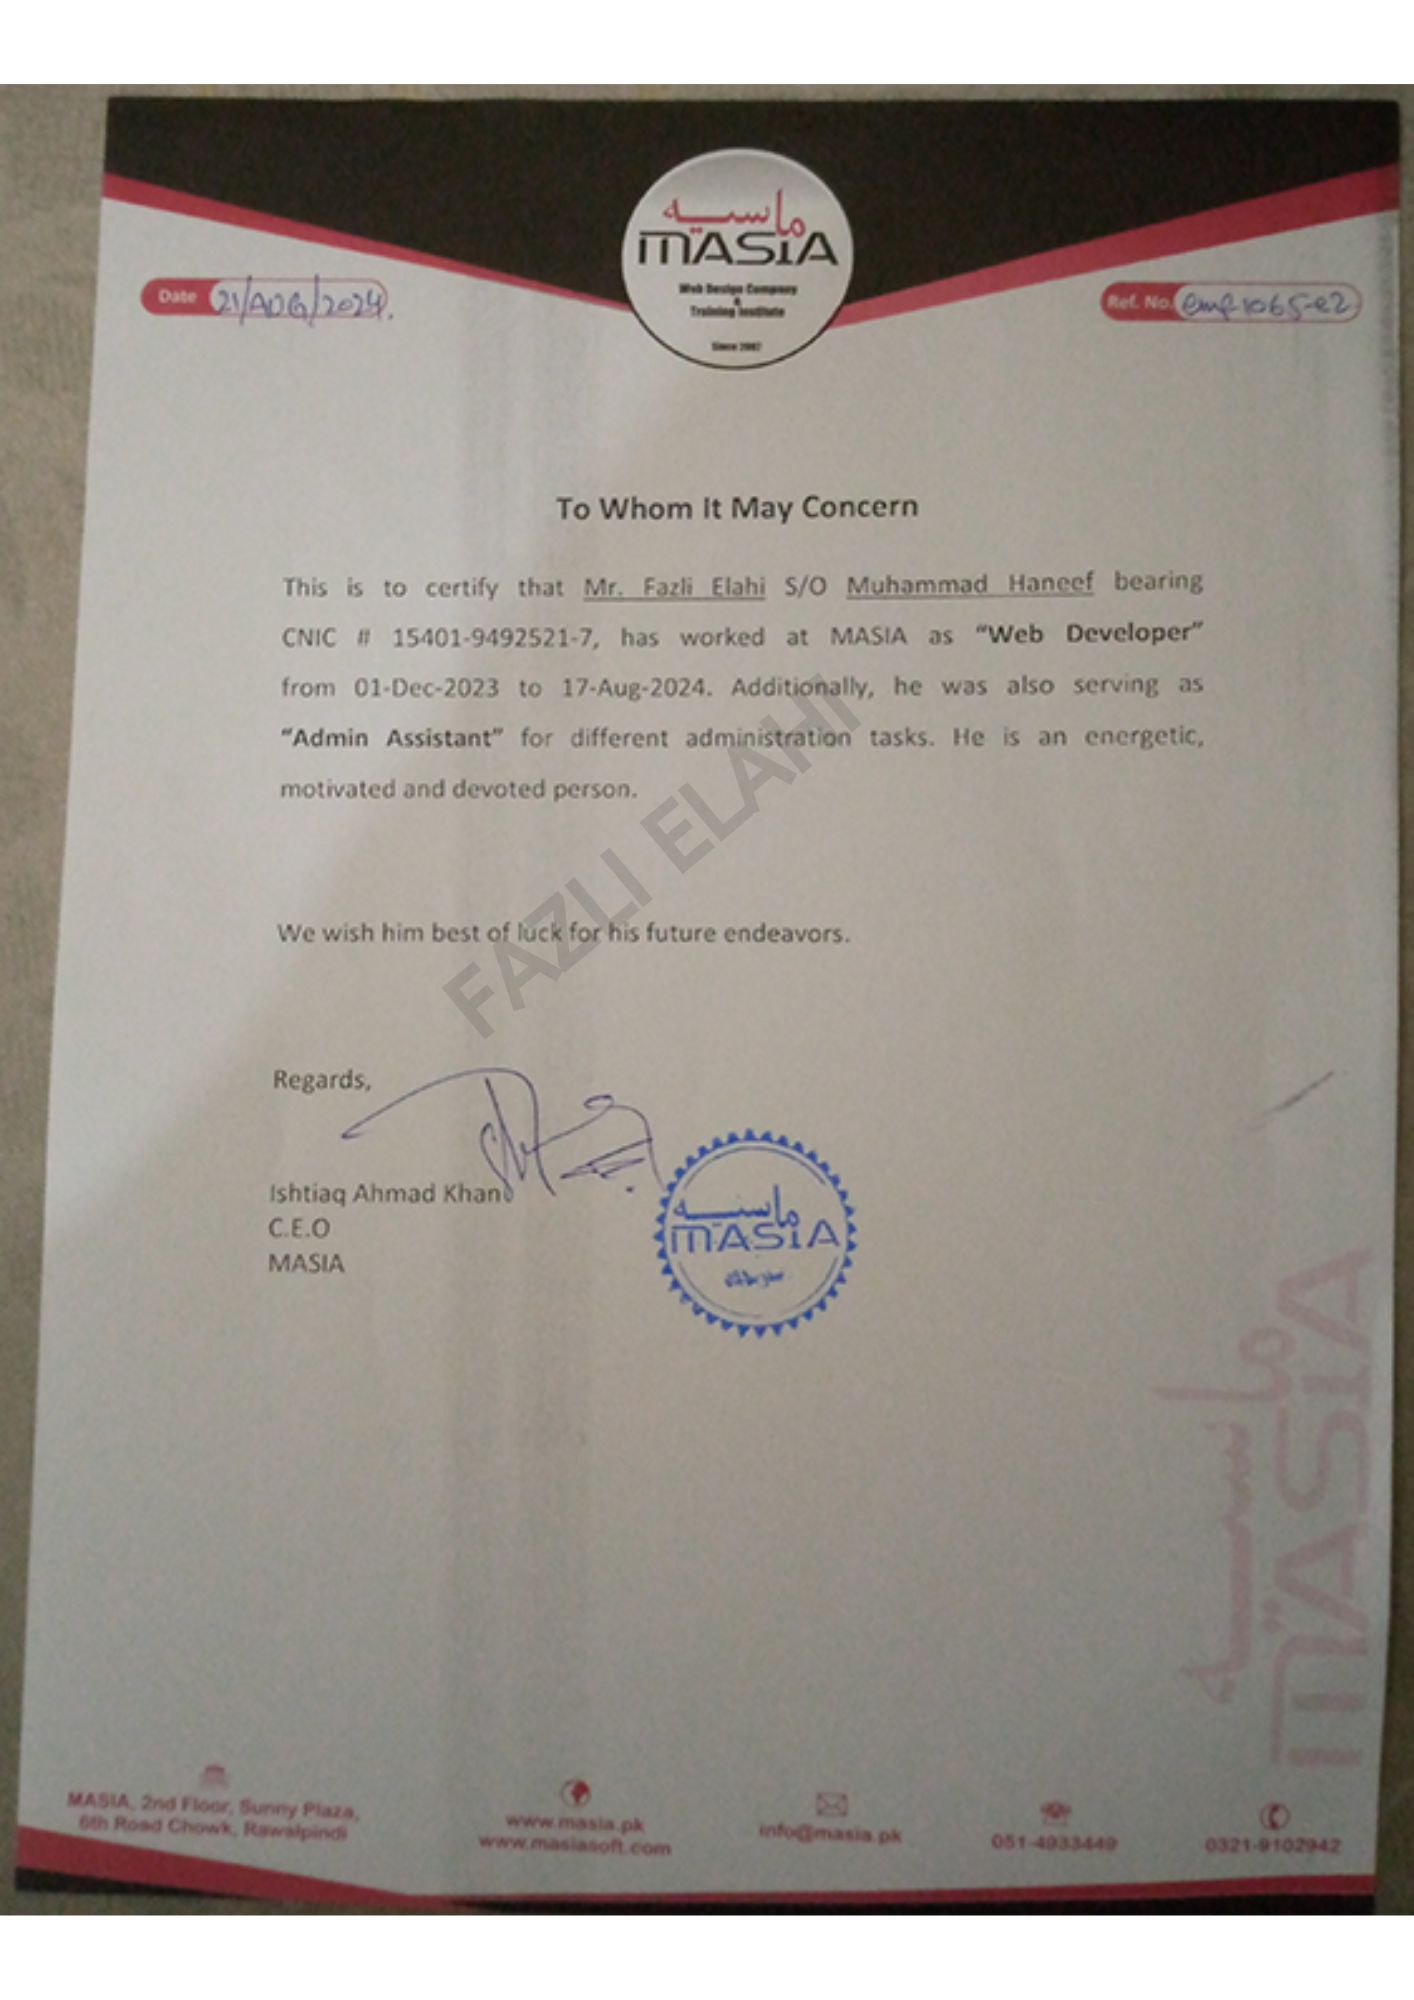 ماسیه
MASIA
Web Design Company
&
Training Institute
Since 2007
Date 21/AUG/2024.
Ref. No. emp-1065-e2
To Whom It May Concern
This is to certify that Mr. Fazli Elahi S/O Muhammad Haneef bearing
CNIC # 15401-9492521-7, has worked at MASIA as “Web Developer”
from 01-Dec-2023 to 17-Aug-2024. Additionally, he was also serving as
“Admin Assistant” for different administration tasks. He is an energetic,
motivated and devoted person.
We wish him best of luck for his future endeavors.
FAZLI ELAHI
Regards,
Ishtiaq Ahmad Khan
C.E.O
MASIA
ماسیه
MASIA
ماسیه
MASIA
MASIA, 2nd Floor, Sunny Plaza,
6th Road Chowk, Rawalpindi
www.masia.pk
www.masiasoft.com
info@masia.pk
051-4933449
0321-9102942